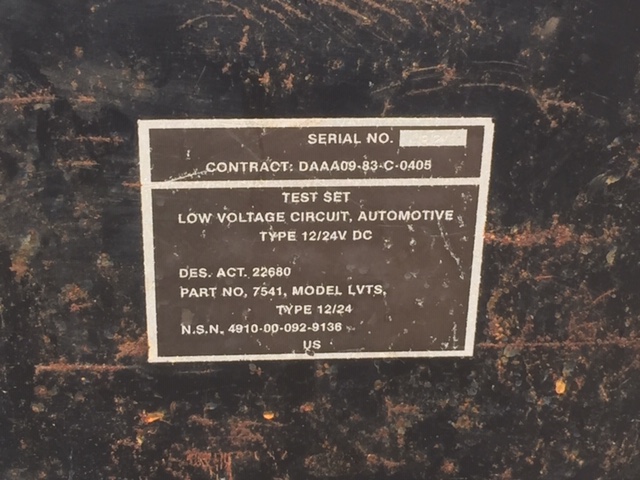 SERIAL NO.
CONTRACT: DAAA09-83-C-0405
TEST SET
LOW VOLTAGE CIRCUIT, AUTOMOTIVE
TYPE 12/24V DC
DES. ACT. 22680
PART NO. 7541, MODEL LVTS,
TYPE 12/24
N.S.N. 4910-00-092-9136
US